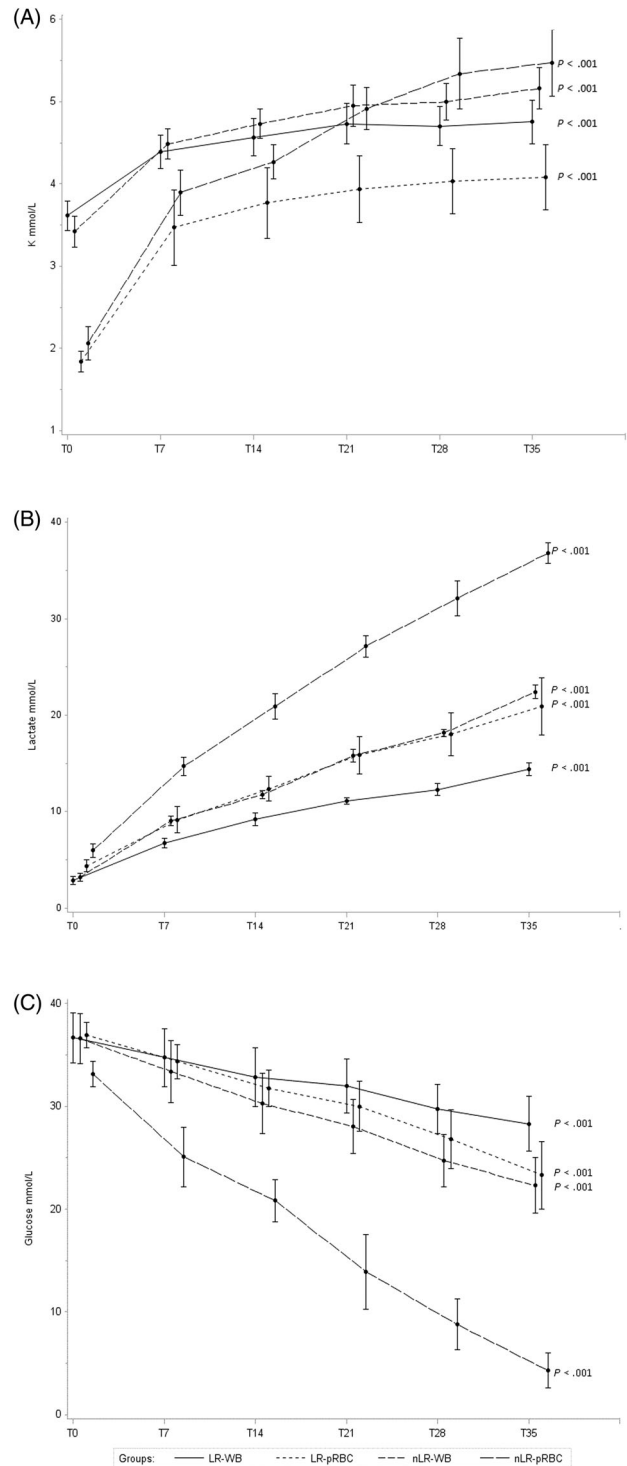 (A)
6
5
4
3
2
1
K mmol/L
P < .001
P < .001
P < .001
P < .001
T0 T7 T14 T21 T28 T35
(B)
40
30
20
10
0
Lactate mmol/L
P < .001
P < .001
P < .001
P < .001
T0 T7 T14 T21 T28 T35
(C)
40
30
20
10
0
Glucose mmol/L
P < .001
P < .001
P < .001
P < .001
T0 T7 T14 T21 T28 T35
Groups: LR-WB LR-pRBC nLR-WB nLR-pRBC